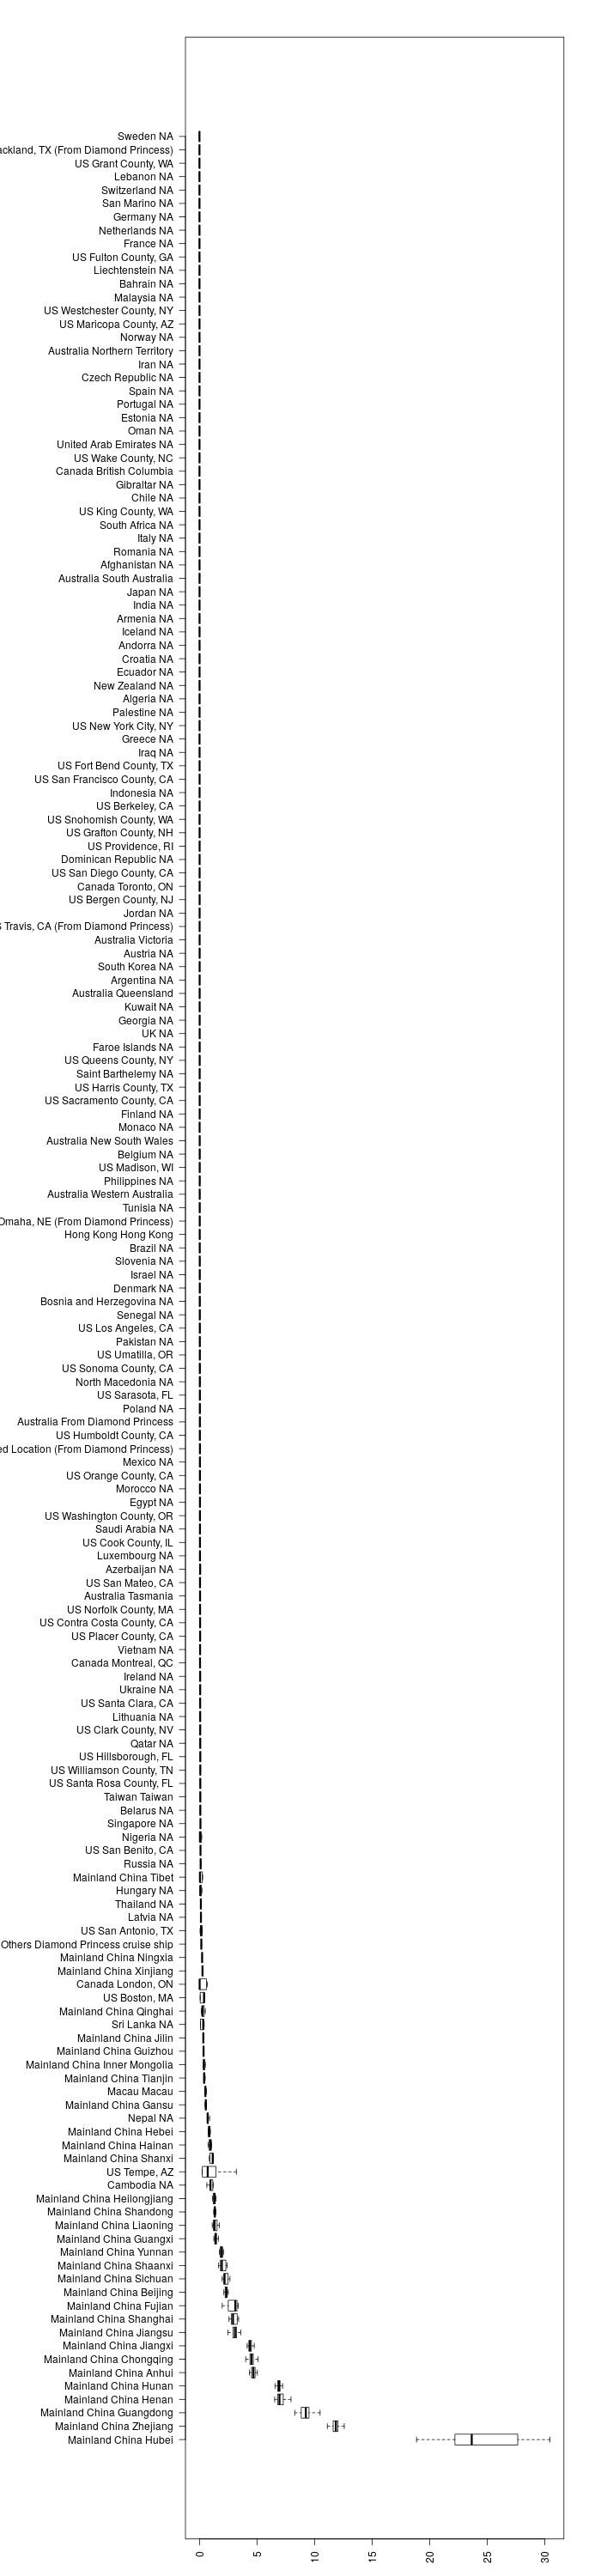 Sweden NA
ackland, TX (From Diamond Princess)
US Grant County, WA
Lebanon NA
Switzerland NA
San Marino NA
Germany NA
Netherlands NA
France NA
US Fulton County, GA
Liechtenstein NA
Bahrain NA
Malaysia NA
US Westchester County, NY
US Maricopa County, AZ
Norway NA
Australia Northern Territory
Iran NA
Czech Republic NA
Spain NA
Portugal NA
Estonia NA
Oman NA
United Arab Emirates NA
US Wake County, NC
Canada British Columbia
Gibraltar NA
Chile NA
US King County, WA
South Africa NA
Italy NA
Romania NA
Afghanistan NA
Australia South Australia
Japan NA
India NA
Armenia NA
Iceland NA
Andorra NA
Croatia NA
Ecuador NA
New Zealand NA
Algeria NA
Palestine NA
US New York City, NY
Greece NA
Iraq NA
US Fort Bend County, TX
US San Francisco County, CA
Indonesia NA
US Berkeley, CA
US Snohomish County, WA
US Grafton County, NH
US Providence, RI
Dominican Republic NA
US San Diego County, CA
Canada Toronto, ON
US Bergen County, NJ
Jordan NA
S Travis, CA (From Diamond Princess)
Australia Victoria
Austria NA
South Korea NA
Argentina NA
Australia Queensland
Kuwait NA
Georgia NA
UK NA
Faroe Islands NA
US Queens County, NY
Saint Barthelemy NA
US Harris County, TX
US Sacramento County, CA
Finland NA
Monaco NA
Australia New South Wales
Belgium NA
US Madison, WI
Philippines NA
Australia Western Australia
Tunisia NA
Omaha, NE (From Diamond Princess)
Hong Kong Hong Kong
Brazil NA
Slovenia NA
Israel NA
Denmark NA
Bosnia and Herzegovina NA
Senegal NA
US Los Angeles, CA
Pakistan NA
US Umatilla, OR
US Sonoma County, CA
North Macedonia NA
US Sarasota, FL
Poland NA
Australia From Diamond Princess
US Humboldt County, CA
ed Location (From Diamond Princess)
Mexico NA
US Orange County, CA
Morocco NA
Egypt NA
US Washington County, OR
Saudi Arabia NA
US Cook County, IL
Luxembourg NA
Azerbaijan NA
US San Mateo, CA
Australia Tasmania
US Norfolk County, MA
US Contra Costa County, CA
US Placer County, CA
Vietnam NA
Canada Montreal, QC
Ireland NA
Ukraine NA
US Santa Clara, CA
Lithuania NA
US Clark County, NV
Qatar NA
US Hillsborough, FL
US Williamson County, TN
US Santa Rosa County, FL
Taiwan Taiwan
Belarus NA
Singapore NA
Nigeria NA
US San Benito, CA
Russia NA
Mainland China Tibet
Hungary NA
Thailand NA
Latvia NA
US San Antonio, TX
Others Diamond Princess cruise ship
Mainland China Ningxia
Mainland China Xinjiang
Canada London, ON
US Boston, MA
Mainland China Qinghai
Sri Lanka NA
Mainland China Jilin
Mainland China Guizhou
Mainland China Inner Mongolia
Mainland China Tianjin
Macau Macau
Mainland China Gansu
Nepal NA
Mainland China Hebei
Mainland China Hainan
Mainland China Shanxi
US Tempe, AZ
Cambodia NA
Mainland China Heilongjiang
Mainland China Shandong
Mainland China Liaoning
Mainland China Guangxi
Mainland China Yunnan
Mainland China Shaanxi
Mainland China Sichuan
Mainland China Beijing
Mainland China Fujian
Mainland China Shanghai
Mainland China Jiangsu
Mainland China Jiangxi
Mainland China Chongqing
Mainland China Anhui
Mainland China Hunan
Mainland China Henan
Mainland China Guangdong
Mainland China Zhejiang
Mainland China Hubei
0 5 10 15 20 25 30